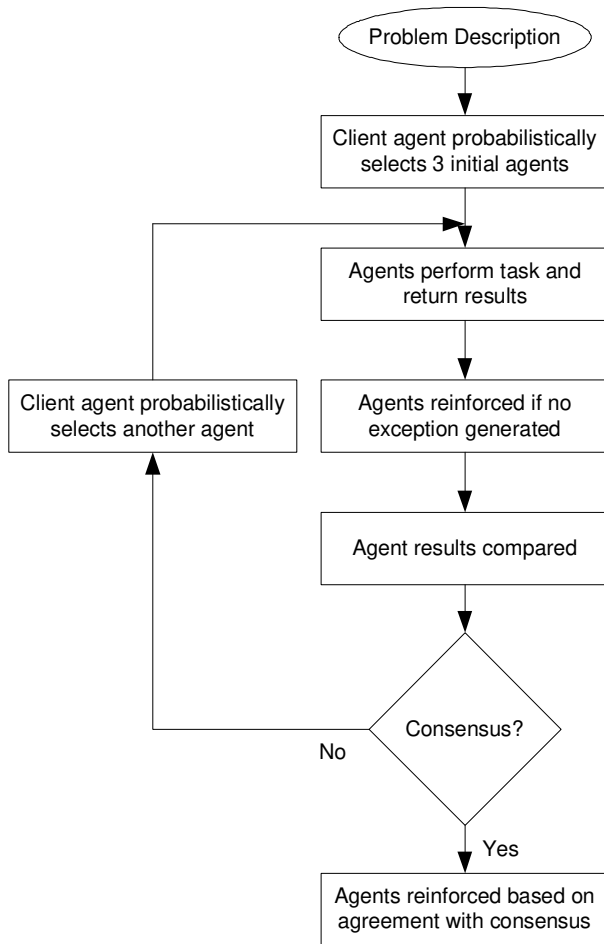 Problem Description
Client agent probabilistically
selects 3 initial agents
Agents perform task and
return results
Client agent probabilistically
selects another agent
Agents reinforced if no
exception generated
Agent results compared
Consensus?
No
Yes
Agents reinforced based on
agreement with consensus